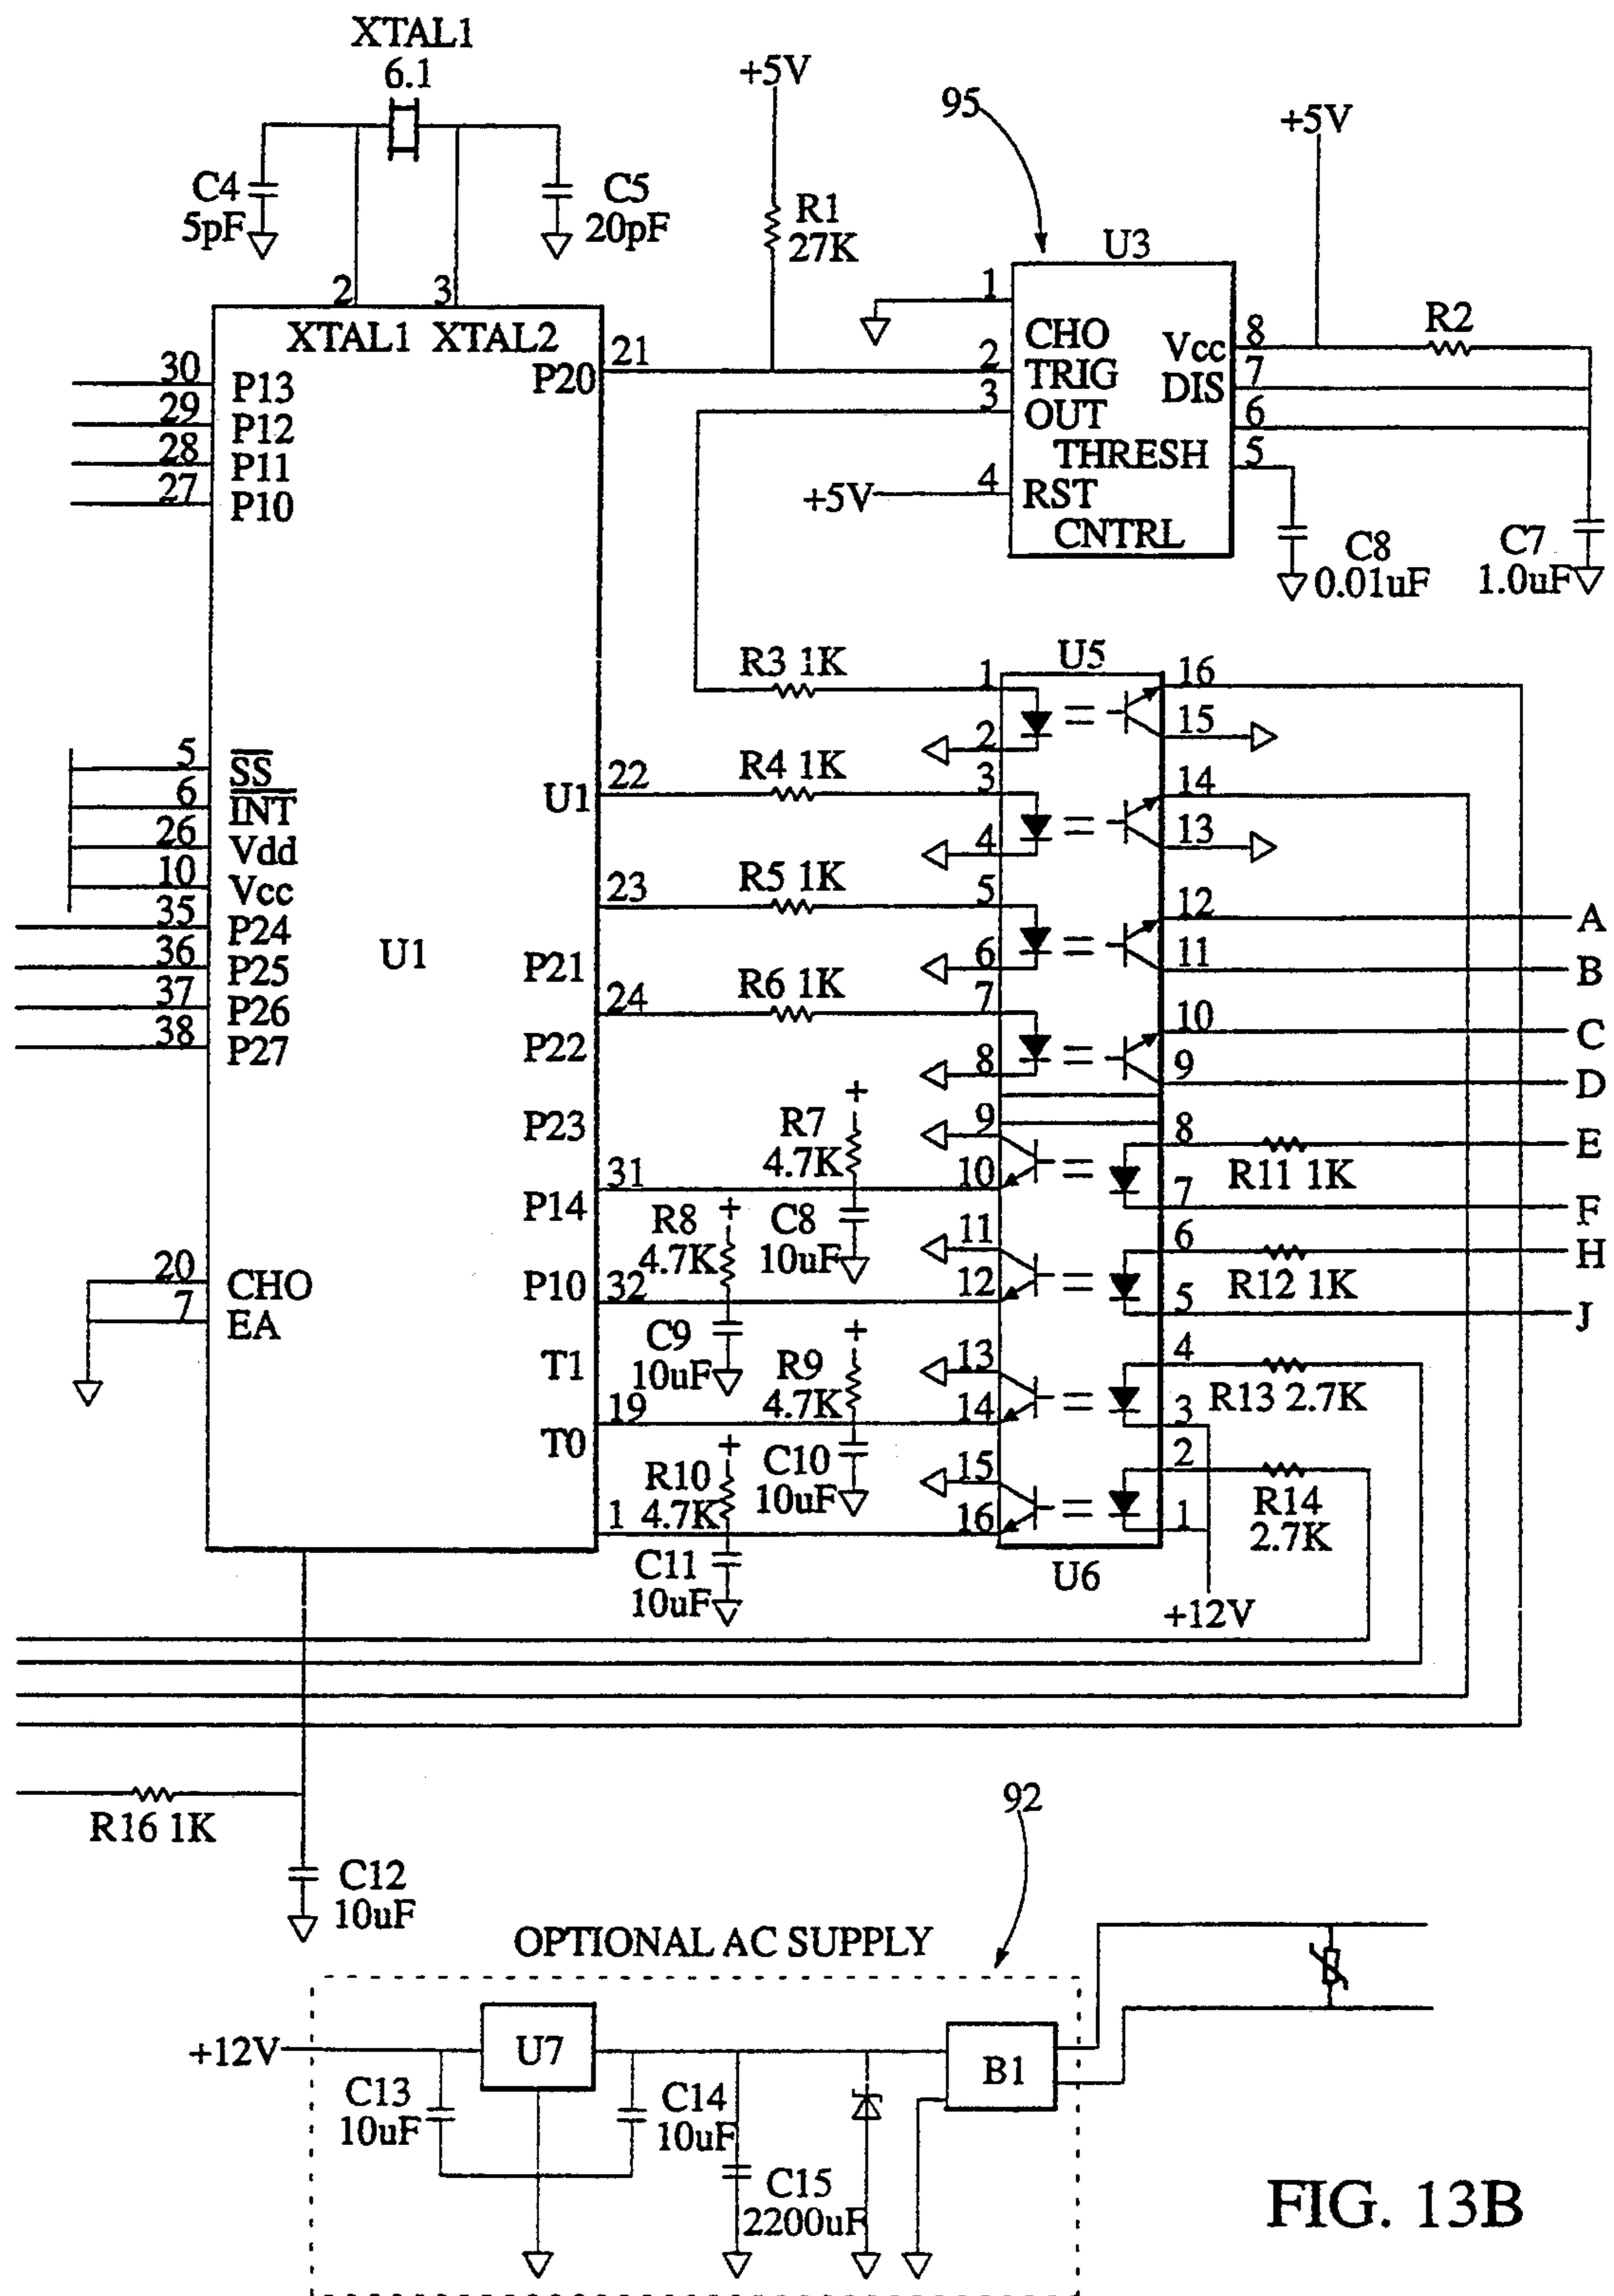 XTAL1
6.1
+5V
95
+5V
C4
5pF
C5
20pF
R1
27K
U3
2
3
XTAL1 XTAL2
30
P13
29
P12
28
P11
27
P10
21
P20
1
CHO
2
TRIG
3
OUT
THRESH
4
RST
+5V
CNTRL
Vcc
8
DIS
7
6
5
R2
C8
0.01uF
C7
1.0uF
R3 1K
U5
1
16
2
15
5
SS
6
INT
26
Vdd
10
Vcc
35
P24
36
P25
37
P26
38
P27
U1
U1
22
R4 1K
3
14
4
13
23
R5 1K
5
12
A
P21
6
11
B
24
R6 1K
7
10
C
P22
8
9
D
P23
+
R7
4.7K
9
8
E
R11 1K
31
10
7
F
P14
R8
4.7K
+
C8
10uF
11
6
H
R12 1K
20
CHO
7
EA
P10
32
12
5
J
C9
10uF
+
T1
R9
4.7K
13
4
R13 2.7K
19
14
3
T0
+
C10
10uF
R10
4.7K
15
2
R14
2.7K
1
16
1
C11
10uF
U6
+12V
R16 1K
C12
10uF
92
OPTIONAL AC SUPPLY
+12V
U7
B1
C13
10uF
C14
10uF
C15
2200uF
FIG. 13B